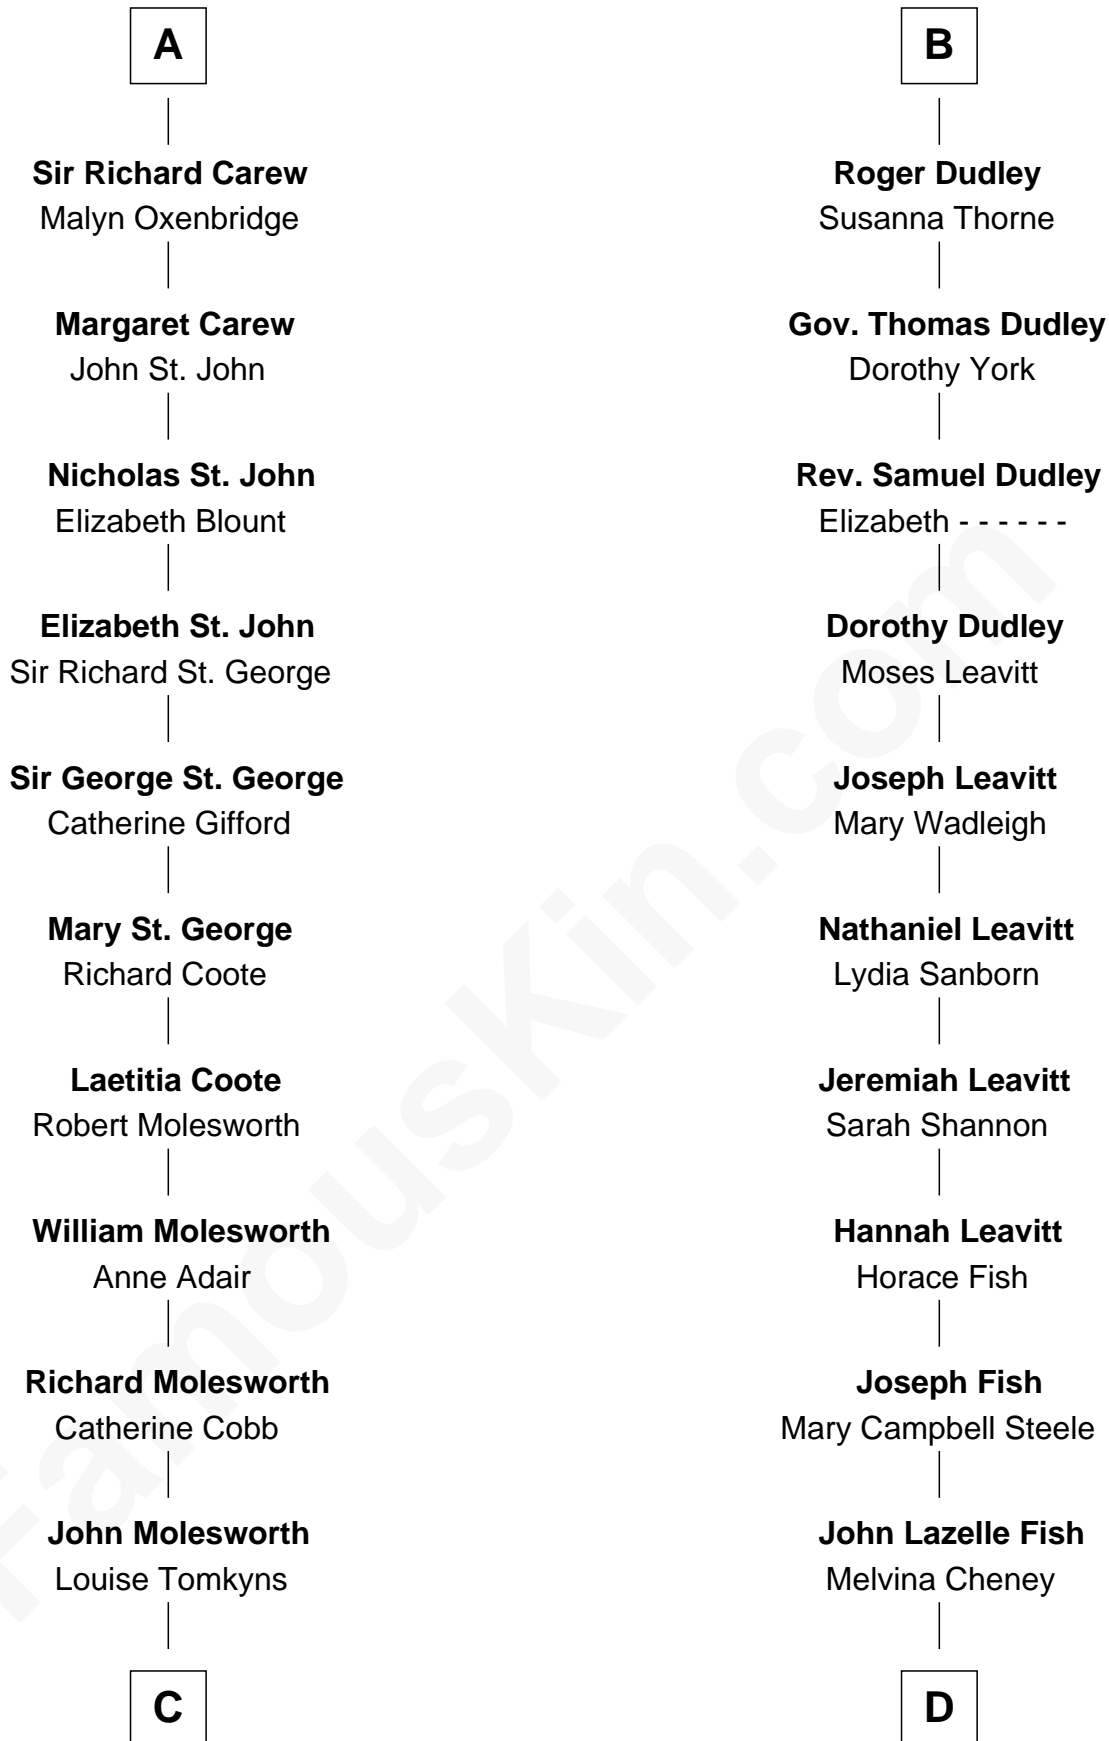 A
Sir Richard Carew
Malyn Oxenbridge
Margaret Carew
John St. John
Nicholas St. John
Elizabeth Blount
Elizabeth St. John
Sir Richard St. George
Sir George St. George
Catherine Gifford
Mary St. George
Richard Coote
Laetitia Coote
Robert Molesworth
William Molesworth
Anne Adair
Richard Molesworth
Catherine Cobb
John Molesworth
Louise Tomkyns
C
B
Roger Dudley
Susanna Thorne
Gov. Thomas Dudley
Dorothy York
Rev. Samuel Dudley
Elizabeth - - - - - -
Dorothy Dudley
Moses Leavitt
Joseph Leavitt
Mary Wadleigh
Nathaniel Leavitt
Lydia Sanborn
Jeremiah Leavitt
Sarah Shannon
Hannah Leavitt
Horace Fish
Joseph Fish
Mary Campbell Steele
John Lazelle Fish
Melvina Cheney
D
FamousKin.com